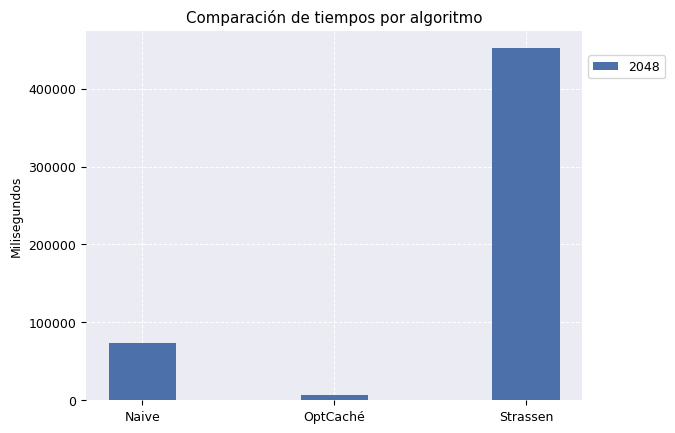 Comparación de tiempos por algoritmo
2048
400000
300000
200000
100000
0
Milisegundos
Naive
OptCaché
Strassen